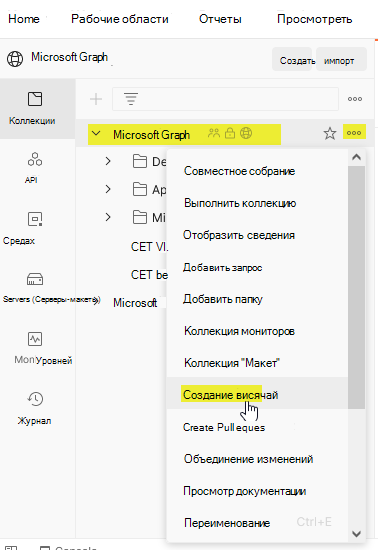 Home Рабочие области Отчеты Просмотреть
Microsoft Graph
Создать импорт
Коллекции
Microsoft Graph
API
De
Ap
Mi
Средах
CET VI.
CET be
Servers (Серверы-макеты)
Microsoft
Mon Уровней
Журнал
Совместное собрание
Выполнить коллекцию
Отобразить сведения
Добавить запрос
Добавить папку
Коллекция мониторов
Коллекция "Макет"
Создание висячай
Create Pull eques
Объединение изменений
Просмотр документации
Переименование Ctrl+E
Console